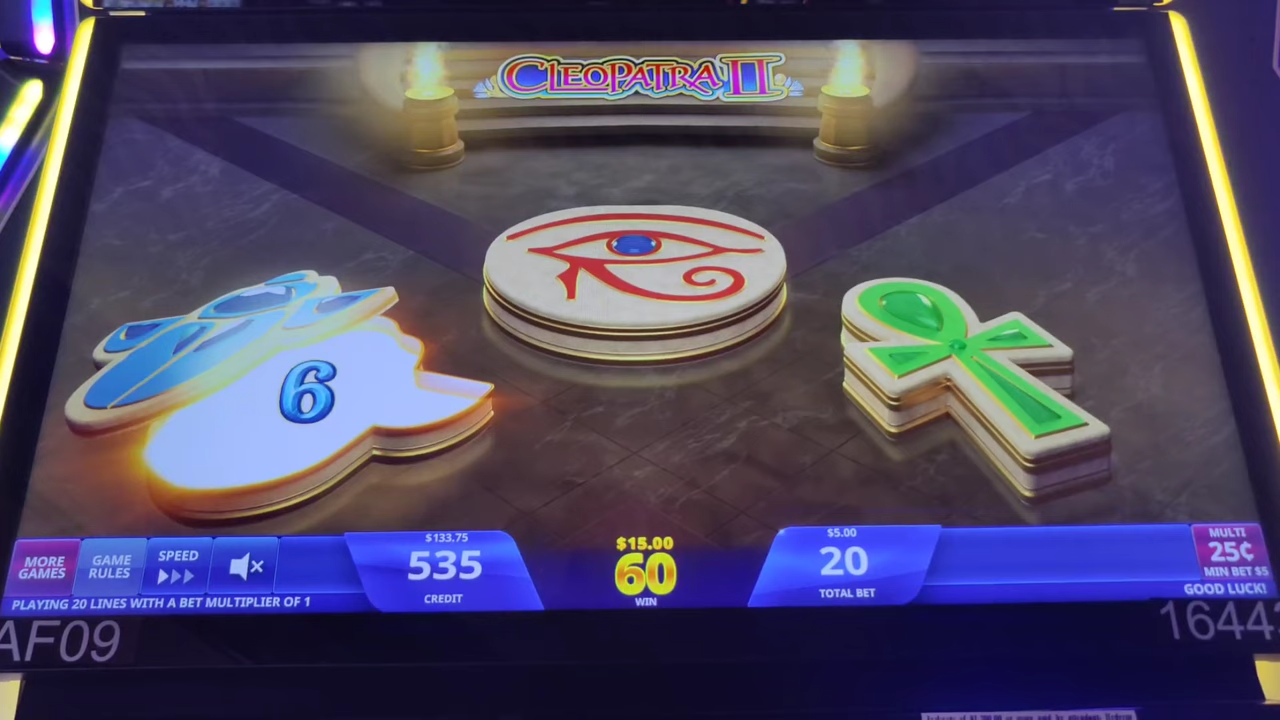 CLEOPATRA II
6
MORE
GAMES
GAME
RULES
SPEED
$133.75
535
CREDIT
$15.00
60
WIN
$5.00
20
TOTAL BET
MULTI
25¢
MIN BET $5
GOOD LUCK!
PLAYING 20 LINES WITH A BET MULTIPLIER OF 1
AF09
1644